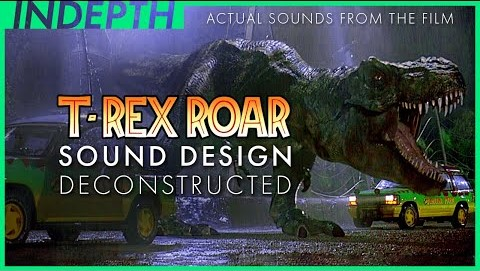 INDEPTH
ACTUAL SOUNDS FROM THE FILM
T-REX ROAR
SOUND DESIGN
DECONSTRUCTED